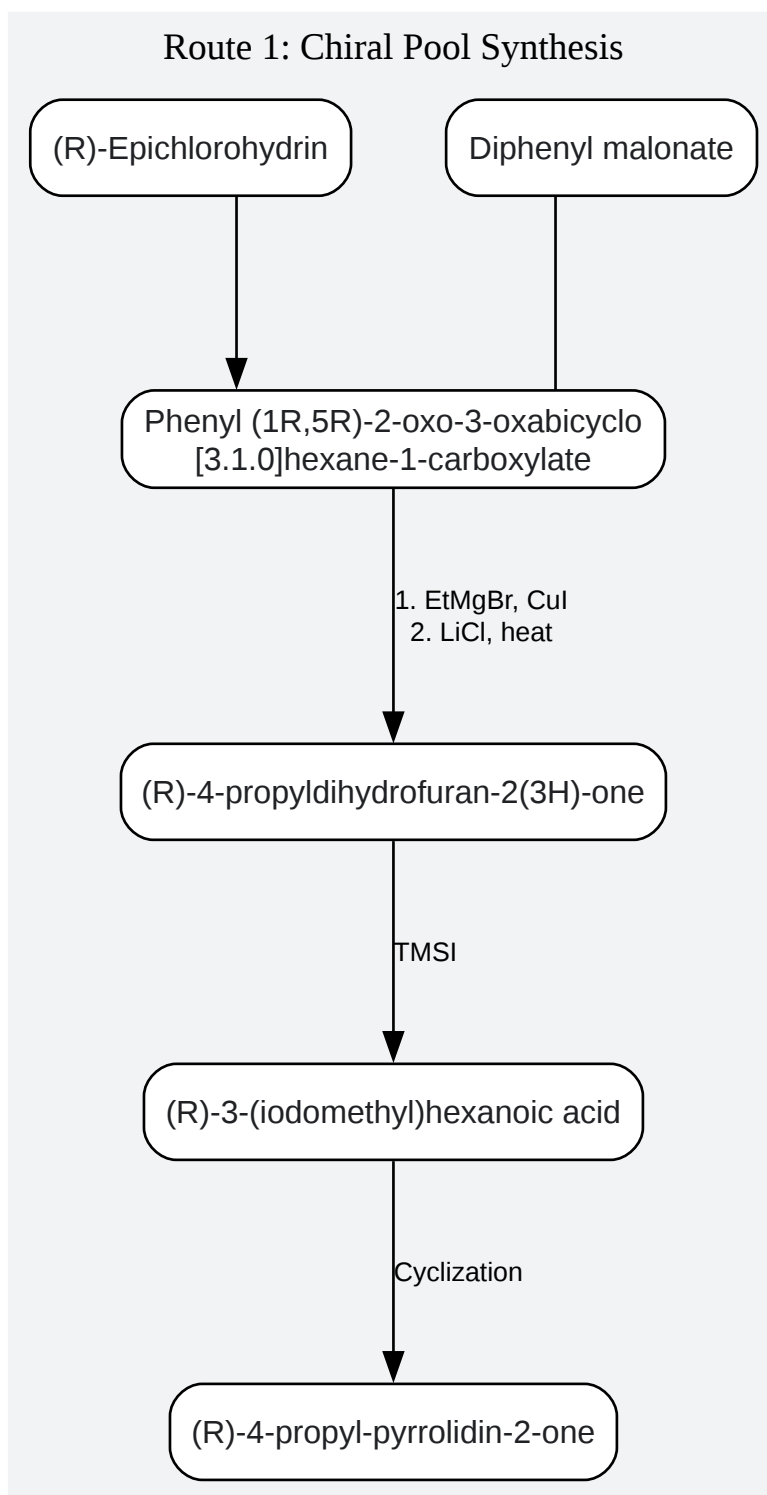 Route 1: Chiral Pool Synthesis
(R)-Epichlorohydrin
Diphenyl malonate
Phenyl (1R,5R)-2-oxo-3-oxabicyclo
[3.1.0]hexane-1-carboxylate
1. EtMgBr, CuI
2. LiCl, heat
(R)-4-propyldihydrofuran-2(3H)-one
TMSI
(R)-3-(iodomethyl)hexanoic acid
Cyclization
(R)-4-propyl-pyrrolidin-2-one